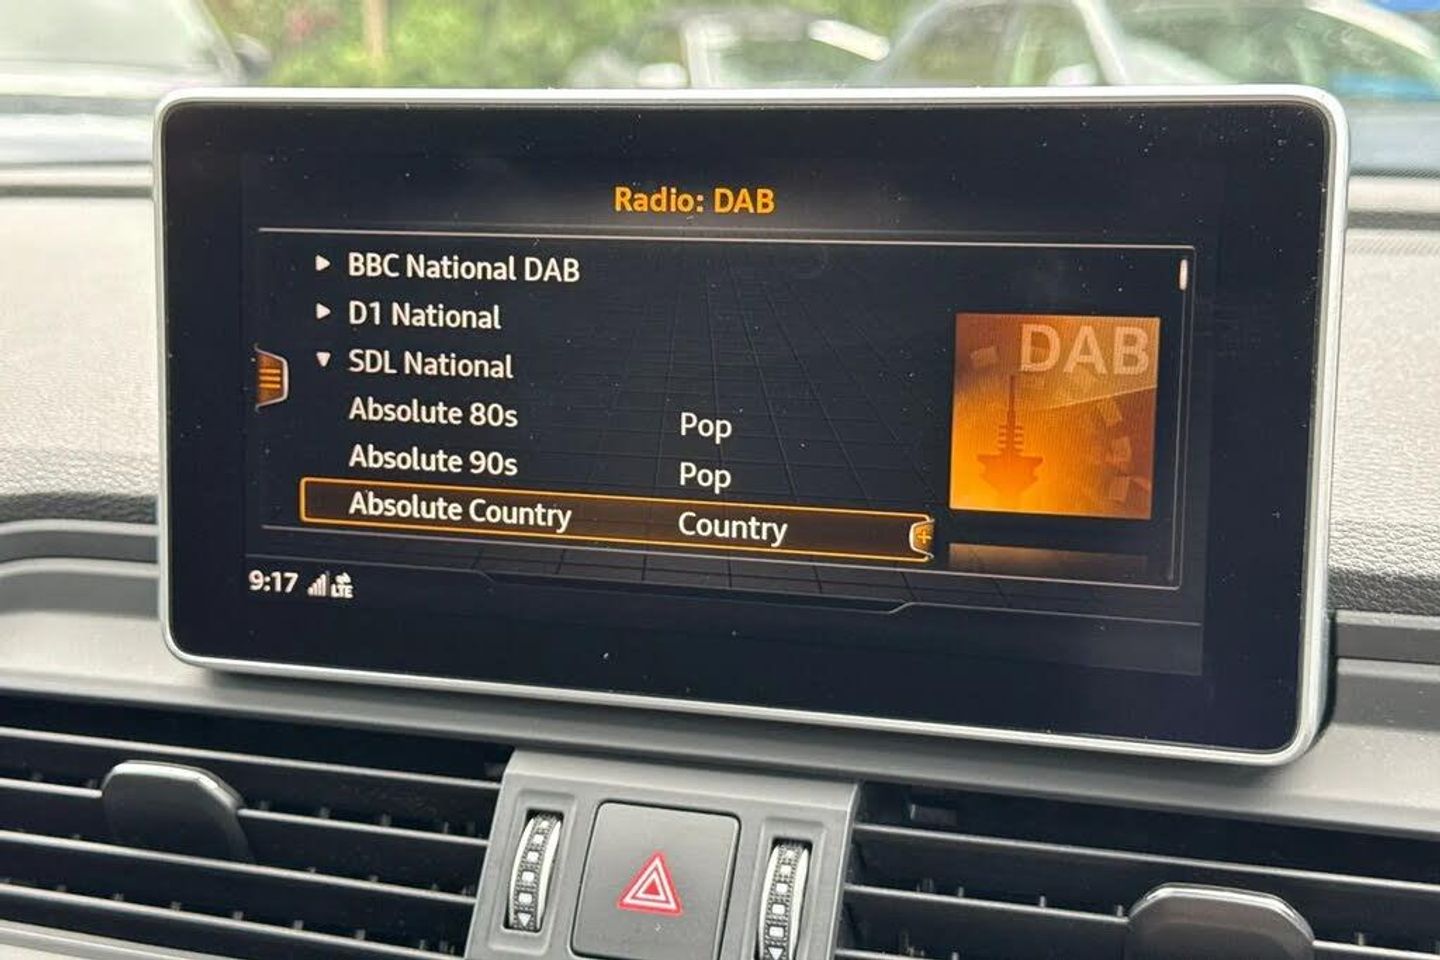 Radio: DAB
BBC National DAB
D1 National
SDL National
Absolute 80s Pop
Absolute 90s Pop
Absolute Country Country
DAB
9:17 LTE